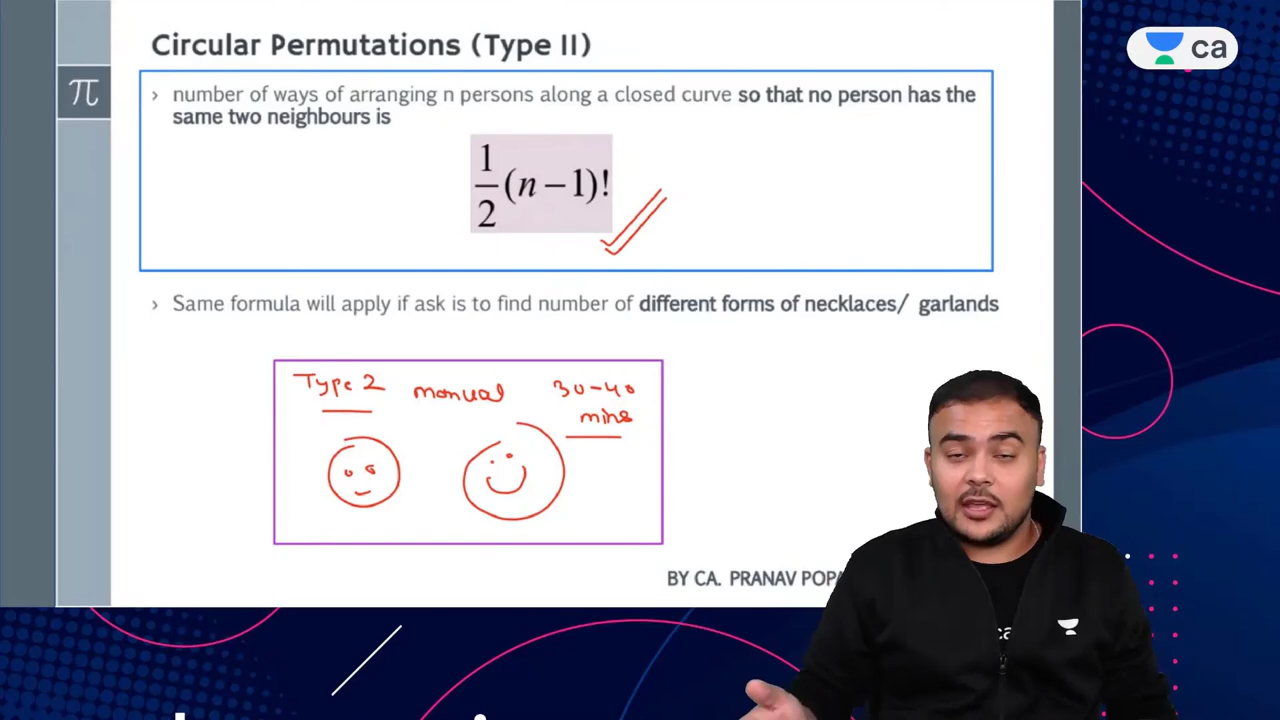 Circular Permutations (Type II)
π
› number of ways of arranging n persons along a closed curve so that no person has the
same two neighbours is
1/2 (n − 1)!
› Same formula will apply if ask is to find number of different forms of necklaces/ garlands
Type 2 manual 30-40
mins
BY CA. PRANAV
ca
ca